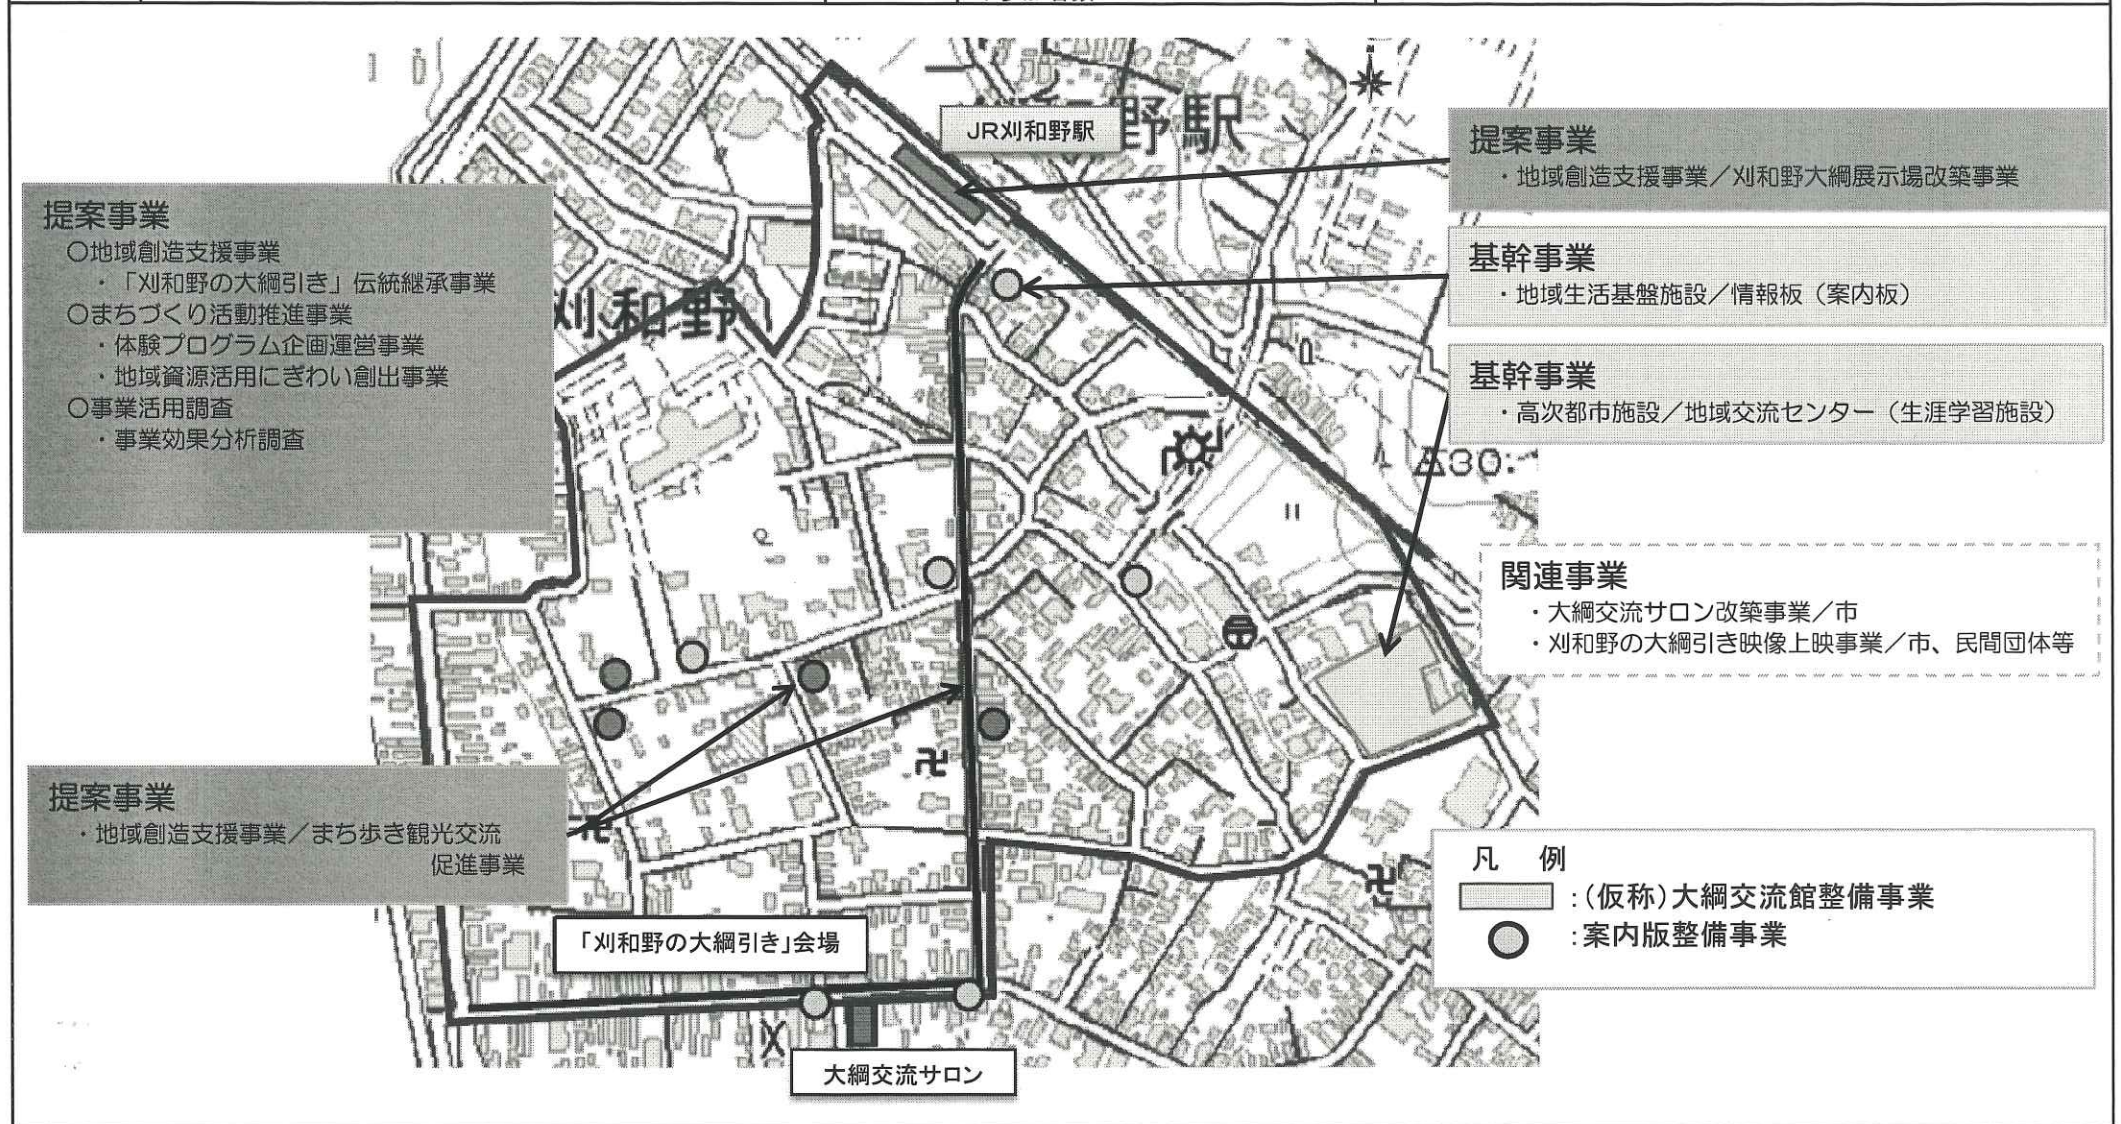 JR刈和野駅
野駅
提案事業
・地域創造支援事業／刈和野大綱展示場改築事業
基幹事業
・地域生活基盤施設／情報板（案内板）
基幹事業
・高次都市施設／地域交流センター（生涯学習施設）
提案事業
○地域創造支援事業
・「刈和野の大綱引き」伝統継承事業
○まちづくり活動推進事業
・体験プログラム企画運営事業
・地域資源活用にぎわい創出事業
○事業活用調査
・事業効果分析調査
刈和野
30.
関連事業
・大綱交流サロン改築事業／市
・刈和野の大綱引き映像上映事業／市、民間団体等
提案事業
・地域創造支援事業／まち歩き観光交流
促進事業
「刈和野の大綱引き」会場
大綱交流サロン
凡　例
：(仮称)大綱交流館整備事業
：案内版整備事業